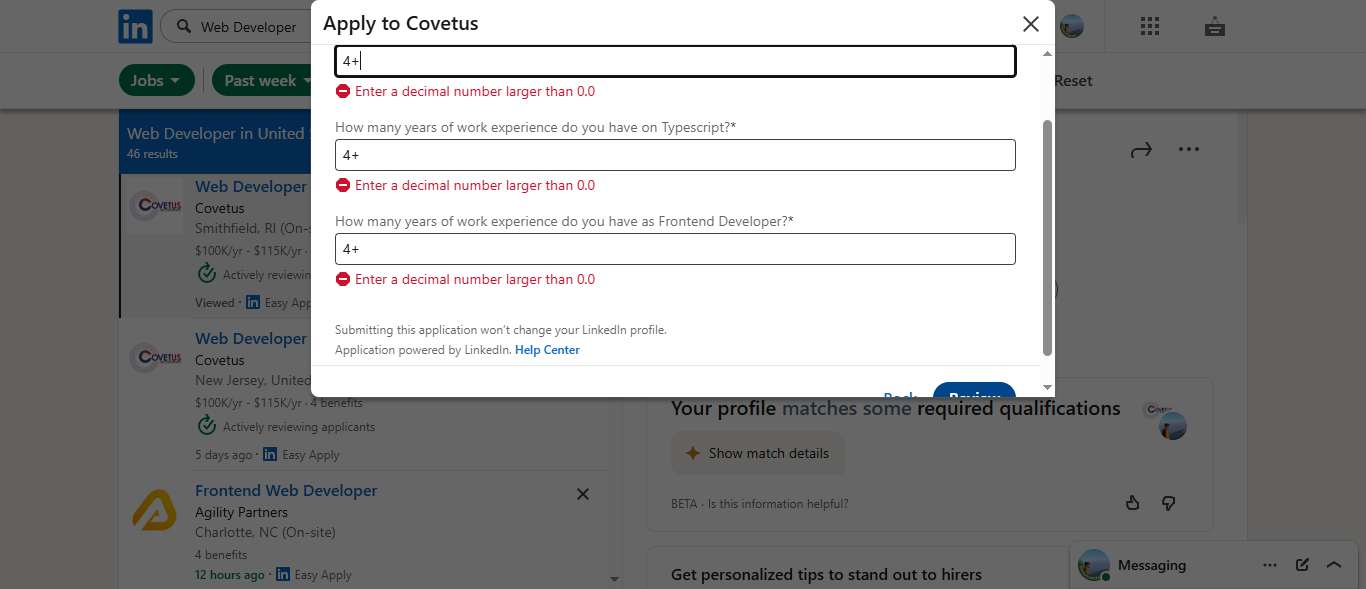 in
Web Developer
Apply to Covetus
Jobs
Past week
Reset
4+
Enter a decimal number larger than 0.0
How many years of work experience do you have on Typescript?*
4+
Enter a decimal number larger than 0.0
How many years of work experience do you have as Frontend Developer?*
4+
Enter a decimal number larger than 0.0
Submitting this application won't change your LinkedIn profile.
Application powered by LinkedIn. Help Center
Back
Review
Web Developer in United
46 results
COVETUS
Web Developer
Covetus
Smithfield, RI (On-s
$100K/yr - $115K/yr ·
Actively reviewin
Viewed · in Easy App
COVETUS
Web Developer
Covetus
New Jersey, United
$100K/yr - $115K/yr · 4 benefits
Actively reviewing applicants
5 days ago · in Easy Apply
Frontend Web Developer
Agility Partners
Charlotte, NC (On-site)
4 benefits
12 hours ago · in Easy Apply
Your profile matches some required qualifications
Show match details
BETA · Is this information helpful?
Get personalized tips to stand out to hirers
Messaging